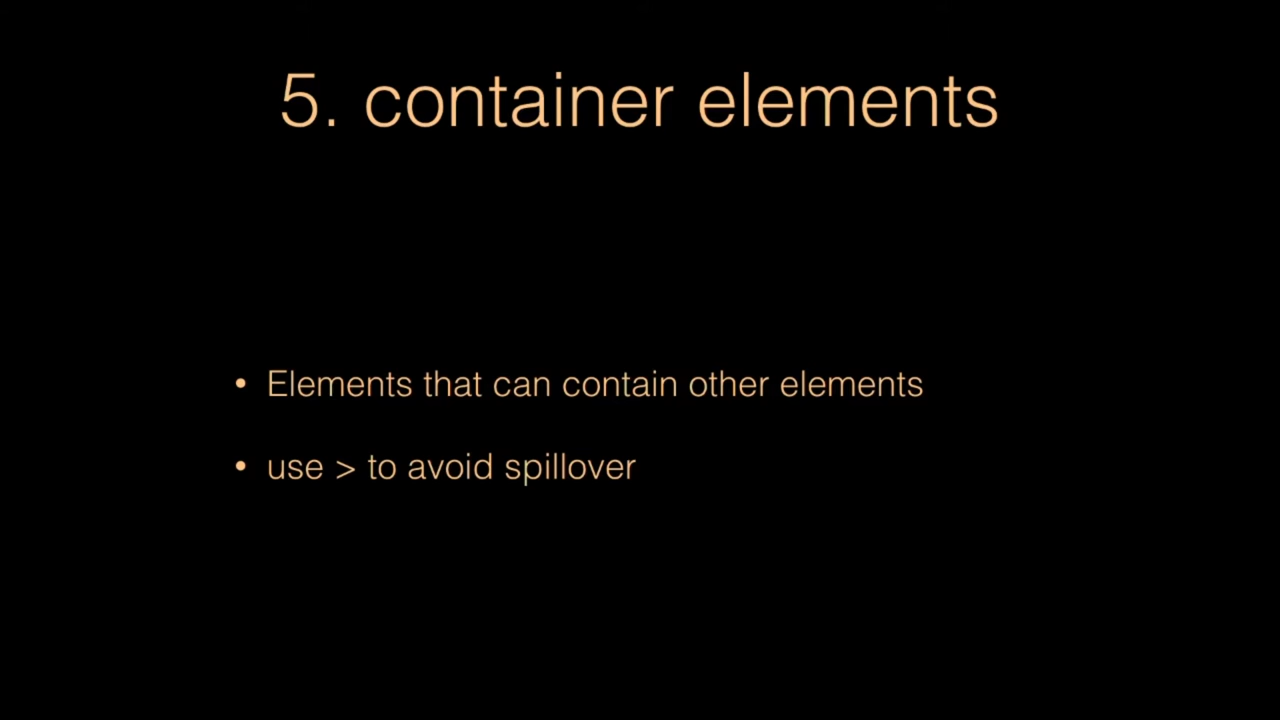 5. container elements
• Elements that can contain other elements
• use > to avoid spillover